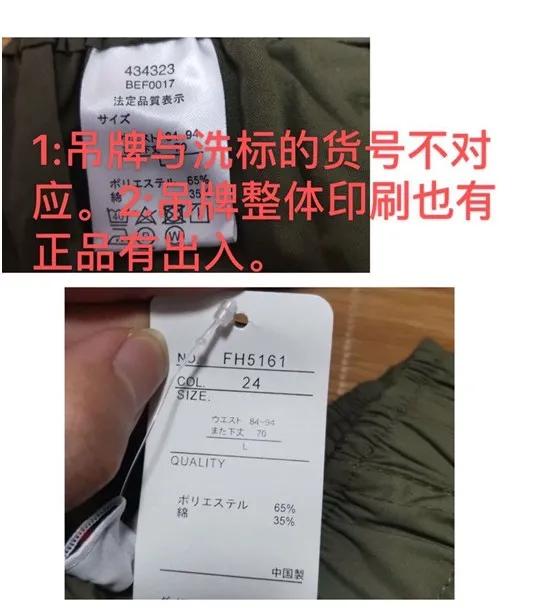 434323
BEF0017
法定品質表示
サイズ
1:吊牌与洗标的货号不对
ポリエステル 65%
綿 35%
应。2:吊牌整体印刷也有
正品有出入。
NO. FH5161
COL. 24
SIZE.
ウエスト 84-94
また下丈 70
L
QUALITY
ポリエステル 65%
綿 35%
中国製